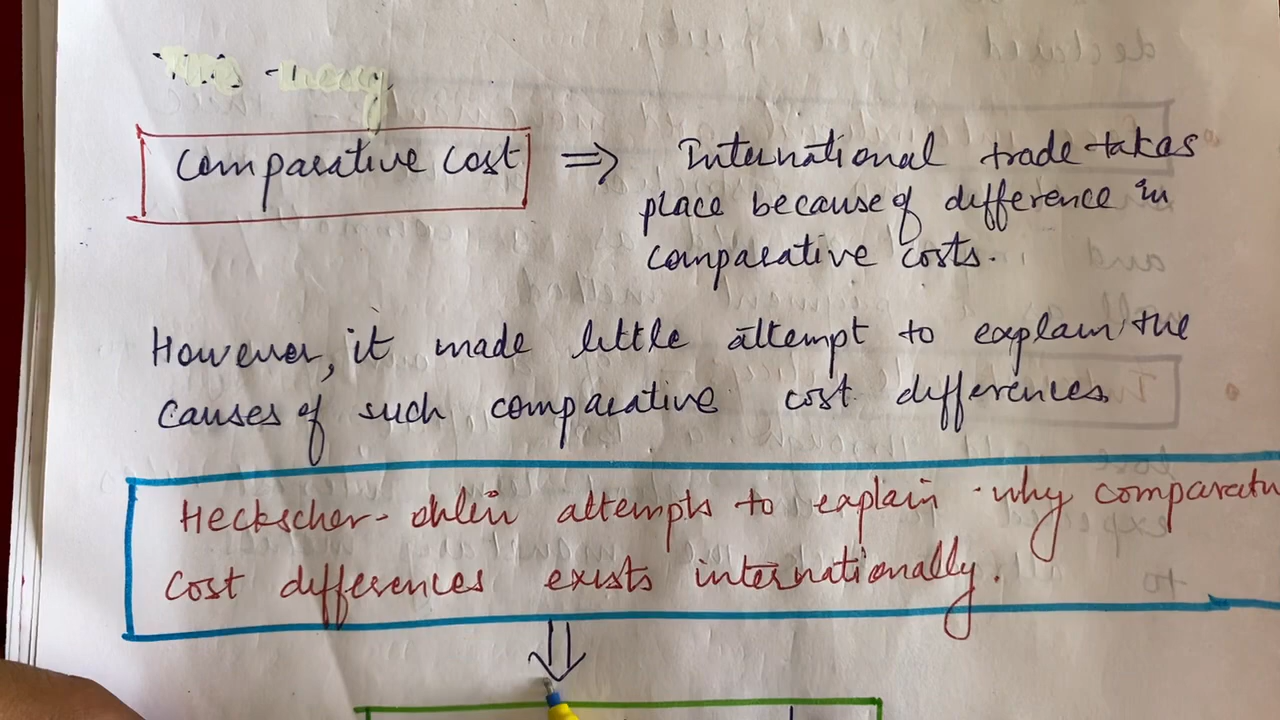 Comparative Cost ⇒ International trade takes
place because of difference in
comparative costs.
However, it made little attempt to explain the
causes of such comparative cost differences.
Heckscher-Ohlin attempts to explain why comparativ
cost differences exists internationally.